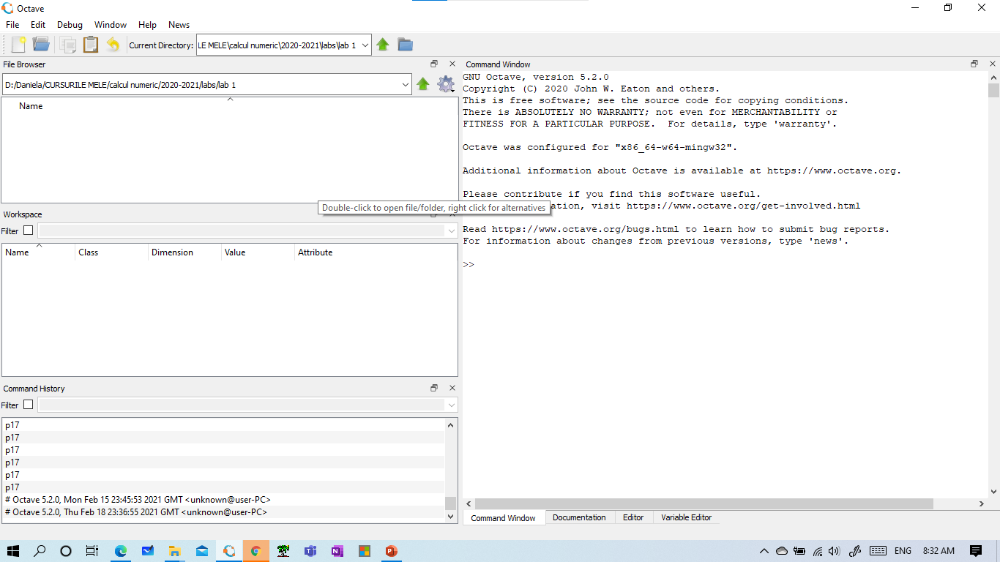 Octave
File Edit Debug Window Help News
Current Directory: LE MELE\calcul numeric\2020-2021\labs\lab 1
File Browser
D:/Daniela/CURSURILE MELE/calcul numeric/2020-2021/labs/lab 1
Name
Double-click to open file/folder, right click for alternatives
Workspace
Filter
Name Class Dimension Value Attribute
Command History
Filter
p17
p17
p17
p17
p17
p17
# Octave 5.2.0, Mon Feb 15 23:45:53 2021 GMT <unknown@user-PC>
# Octave 5.2.0, Thu Feb 18 23:36:55 2021 GMT <unknown@user-PC>
Command Window
GNU Octave, version 5.2.0
Copyright (C) 2020 John W. Eaton and others.
This is free software; see the source code for copying conditions.
There is ABSOLUTELY NO WARRANTY; not even for MERCHANTABILITY or
FITNESS FOR A PARTICULAR PURPOSE.  For details, type 'warranty'.
Octave was configured for "x86_64-w64-mingw32".
Additional information about Octave is available at https://www.octave.org.
Please contribute if you find this software useful.
ation, visit https://www.octave.org/get-involved.html
Read https://www.octave.org/bugs.html to learn how to submit bug reports.
For information about changes from previous versions, type 'news'.
>>
Command Window Documentation Editor Variable Editor
ENG 8:32 AM